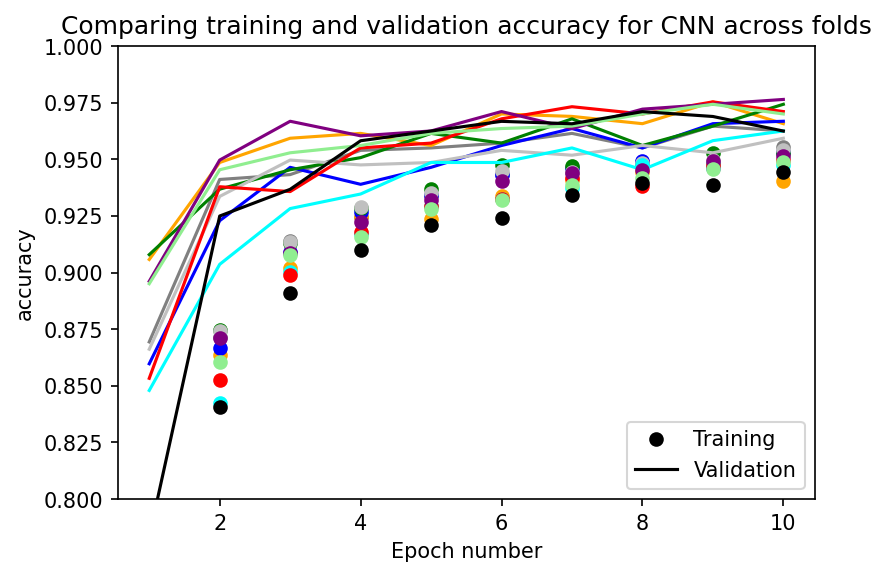 Comparing training and validation accuracy for CNN across folds
1.000
0.975
0.950
0.925
0.900
0.875
0.850
0.825
0.800
accuracy
Training
Validation
2
4
6
8
10
Epoch number